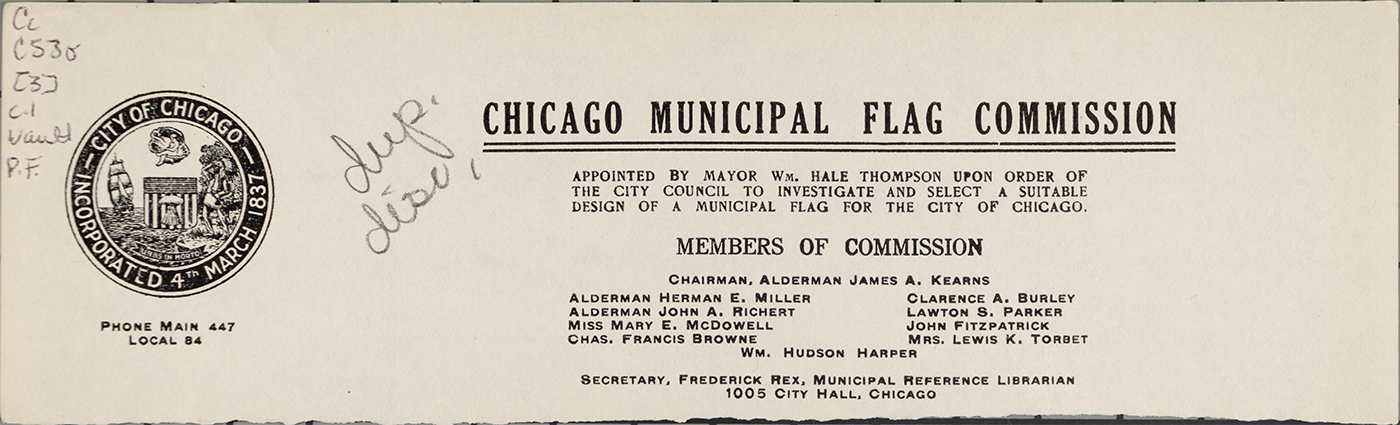 Cc
C53o
[3]
c.1
Vault
P.F.
CITY OF CHICAGO
INCORPORATED 4TH MARCH 1837
URBS IN HORTO
PHONE MAIN 447
LOCAL 84
dup.
disc.
CHICAGO MUNICIPAL FLAG COMMISSION
APPOINTED BY MAYOR WM. HALE THOMPSON UPON ORDER OF
THE CITY COUNCIL TO INVESTIGATE AND SELECT A SUITABLE
DESIGN OF A MUNICIPAL FLAG FOR THE CITY OF CHICAGO.
MEMBERS OF COMMISSION
CHAIRMAN, ALDERMAN JAMES A. KEARNS
ALDERMAN HERMAN E. MILLER
ALDERMAN JOHN A. RICHERT
MISS MARY E. MCDOWELL
CHAS. FRANCIS BROWNE
CLARENCE A. BURLEY
LAWTON S. PARKER
JOHN FITZPATRICK
MRS. LEWIS K. TORBET
WM. HUDSON HARPER
SECRETARY, FREDERICK REX, MUNICIPAL REFERENCE LIBRARIAN
1005 CITY HALL, CHICAGO